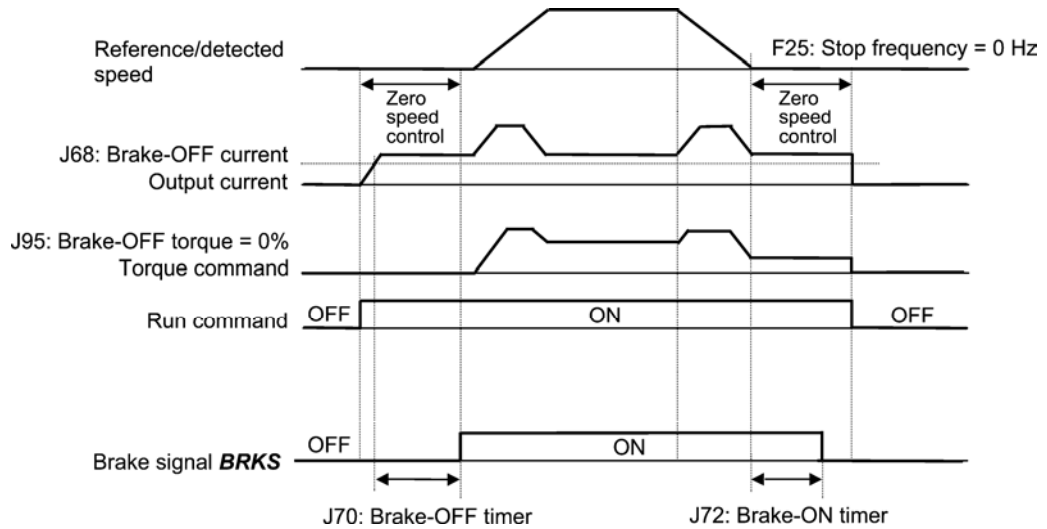 Reference/detected
speed
F25: Stop frequency = 0 Hz
Zero
speed
control
Zero
speed
control
J68: Brake-OFF current
Output current
J95: Brake-OFF torque = 0%
Torque command
Run command
OFF
ON
OFF
Brake signal BRKS
OFF
ON
J70: Brake-OFF timer
J72: Brake-ON timer